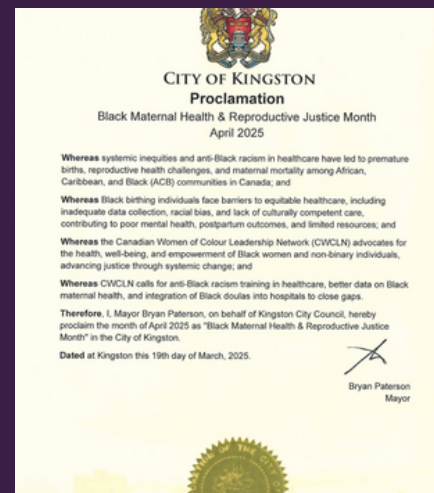 CITY OF KINGSTON
Proclamation
Black Maternal Health & Reproductive Justice Month
April 2025
Whereas systemic inequities and anti-Black racism in healthcare have led to premature
births, reproductive health challenges, and maternal mortality among African,
Caribbean, and Black (ACB) communities in Canada; and
Whereas Black birthing individuals face barriers to equitable healthcare, including
inadequate data collection, racial bias, and lack of culturally competent care,
contributing to poor mental health, postpartum outcomes, and limited resources; and
Whereas the Canadian Women of Colour Leadership Network (CWCLN) advocates for
the health, well-being, and empowerment of Black women and non-binary individuals,
advancing justice through systemic change; and
Whereas CWCLN calls for anti-Black racism training in healthcare, better data on Black
maternal health, and integration of Black doulas into hospitals to close gaps.
Therefore, I, Mayor Bryan Paterson, on behalf of Kingston City Council, hereby
proclaim the month of April 2025 as "Black Maternal Health & Reproductive Justice
Month" in the City of Kingston.
Dated at Kingston this 19th day of March, 2025.
Bryan Paterson
Mayor
OF THE CITY